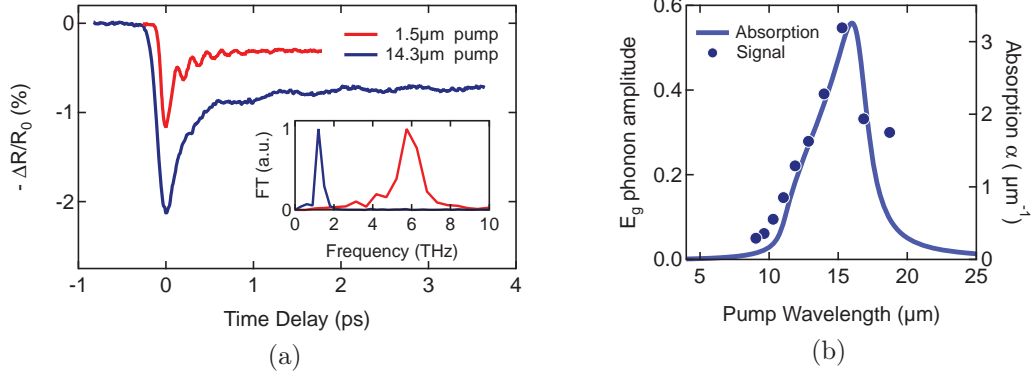 1.5μm pump
14.3μm pump
0
-1
-2
- ΔR/R₀ (%)
-1
0
1
2
3
4
Time Delay (ps)
1
0
FT (a.u.)
0
2
4
6
8
10
Frequency (THz)
(a)
Absorption
Signal
0.6
0.4
0.2
0.0
E_g phonon amplitude
3
2
1
0
Absorption α ( μm⁻¹)
5
10
15
20
25
Pump Wavelength (μm)
(b)